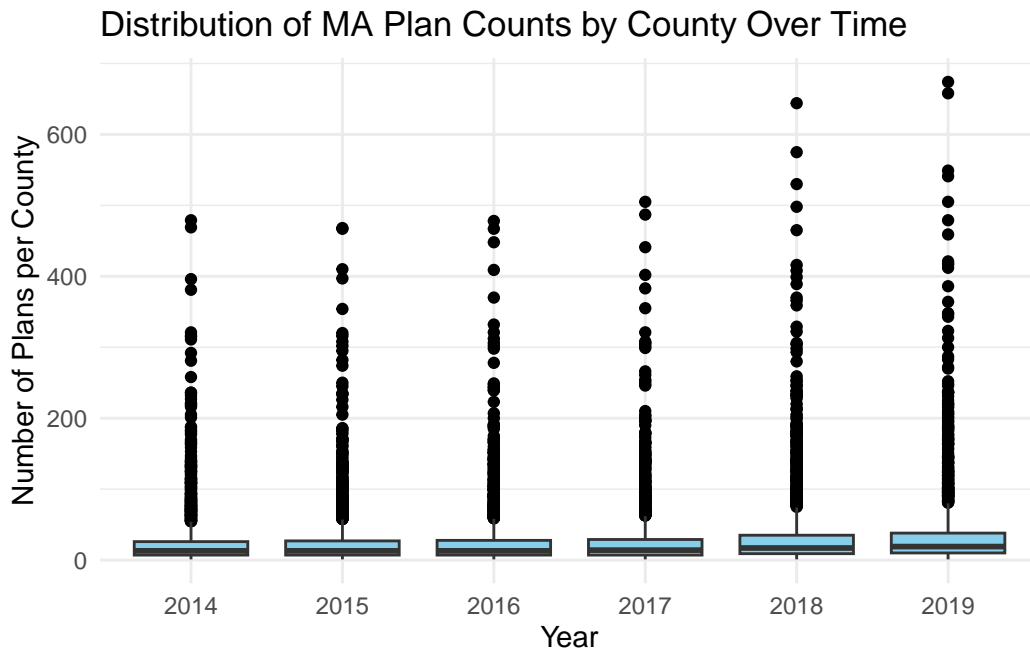 Distribution of MA Plan Counts by County Over Time
Number of Plans per County
600
400
200
0
2014 2015 2016 2017 2018 2019
Year